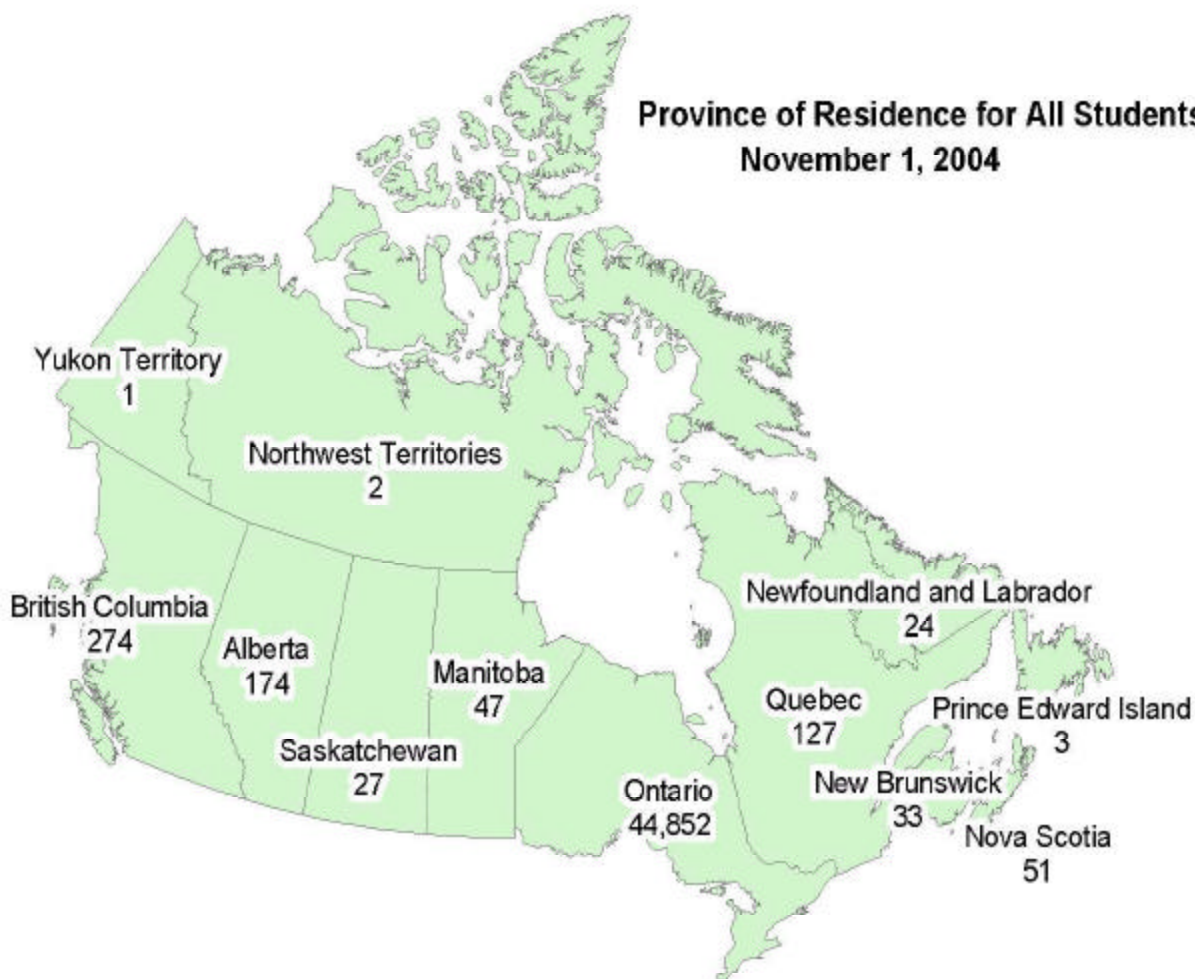 Province of Residence for All Students
November 1, 2004
Yukon Territory
1
Northwest Territories
2
British Columbia
274
Alberta
174
Saskatchewan
27
Manitoba
47
Ontario
44,852
Quebec
127
Newfoundland and Labrador
24
Prince Edward Island
3
New Brunswick
33
Nova Scotia
51